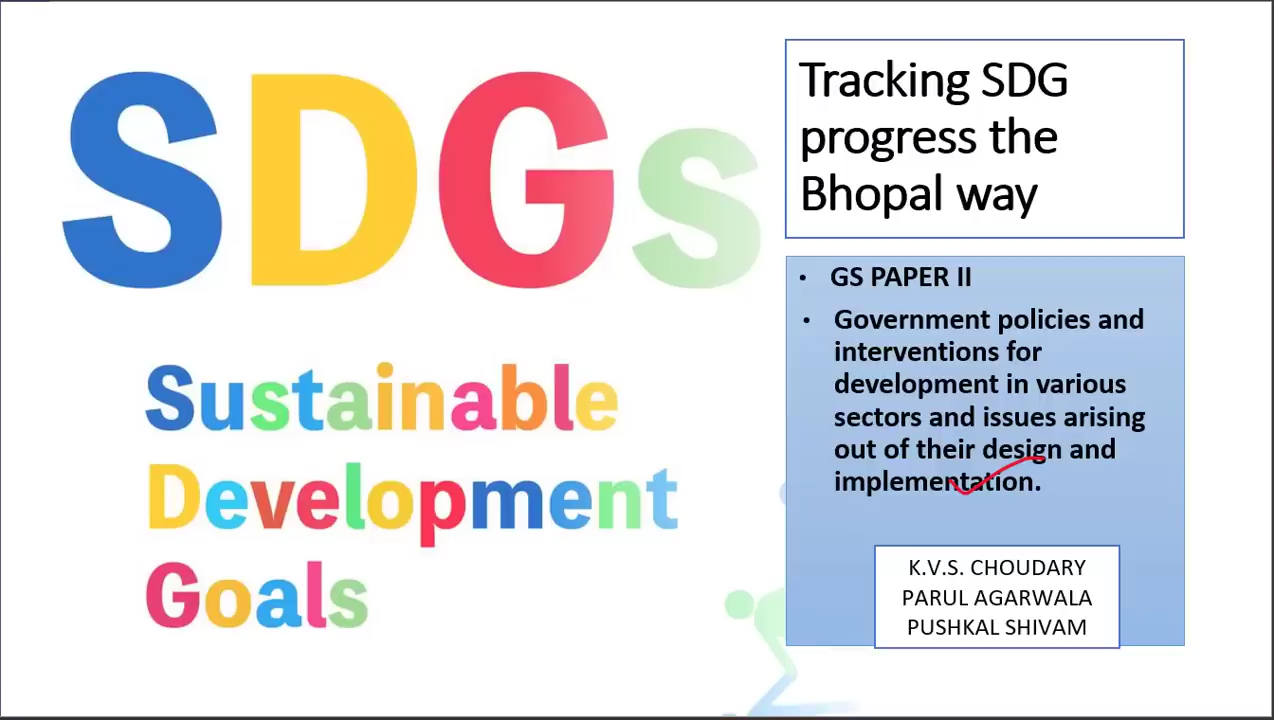 SDGs
Sustainable
Development
Goals
Tracking SDG
progress the
Bhopal way
• GS PAPER II
• Government policies and
interventions for
development in various
sectors and issues arising
out of their design and
implementation.
K.V.S. CHOUDARY
PARUL AGARWALA
PUSHKAL SHIVAM